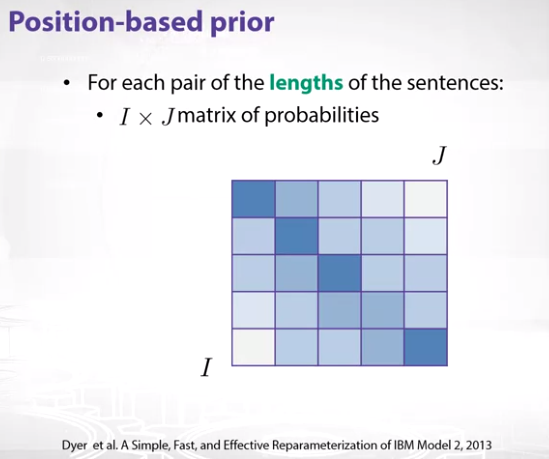 Position-based prior
• For each pair of the lengths of the sentences:
• I × J matrix of probabilities
J
I
Dyer et al. A Simple, Fast, and Effective Reparameterization of IBM Model 2, 2013